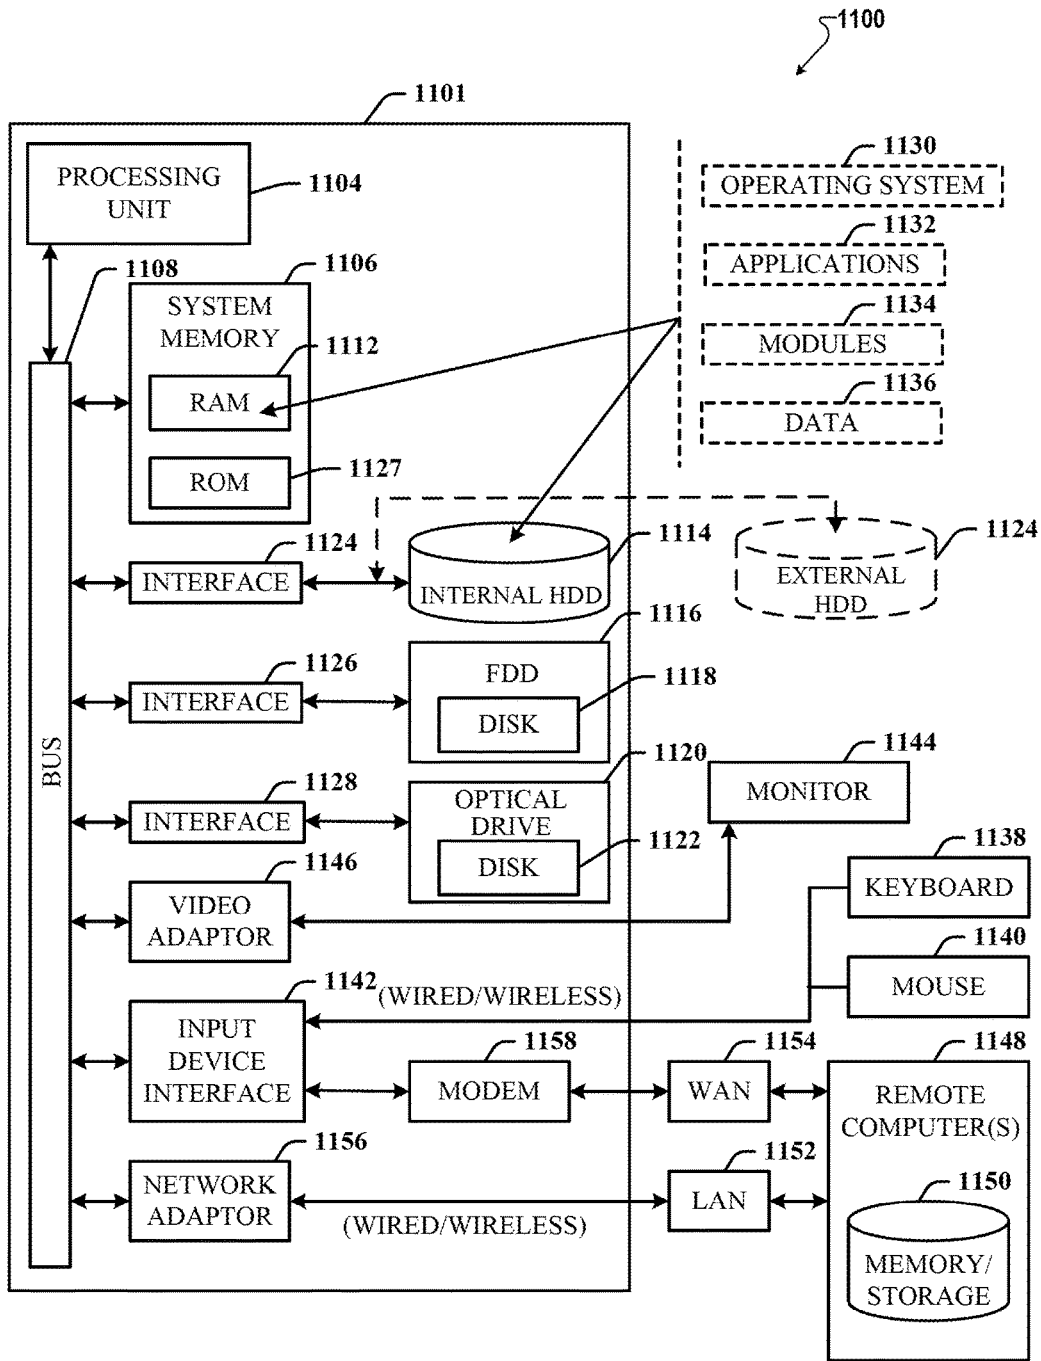 1100
1101
PROCESSING
UNIT
1104
1130
OPERATING SYSTEM
1132
APPLICATIONS
1134
MODULES
1136
DATA
1108
1106
SYSTEM
MEMORY
1112
RAM
1127
ROM
1124
INTERFACE
1114
INTERNAL HDD
1124
EXTERNAL
HDD
1126
INTERFACE
1116
FDD
1118
DISK
BUS
1128
INTERFACE
1120
OPTICAL
DRIVE
1122
DISK
1144
MONITOR
1146
VIDEO
ADAPTOR
1138
KEYBOARD
1140
MOUSE
1142
(WIRED/WIRELESS)
INPUT
DEVICE
INTERFACE
1158
MODEM
1154
WAN
1148
REMOTE
COMPUTER(S)
1156
NETWORK
ADAPTOR
(WIRED/WIRELESS)
1152
LAN
1150
MEMORY/
STORAGE